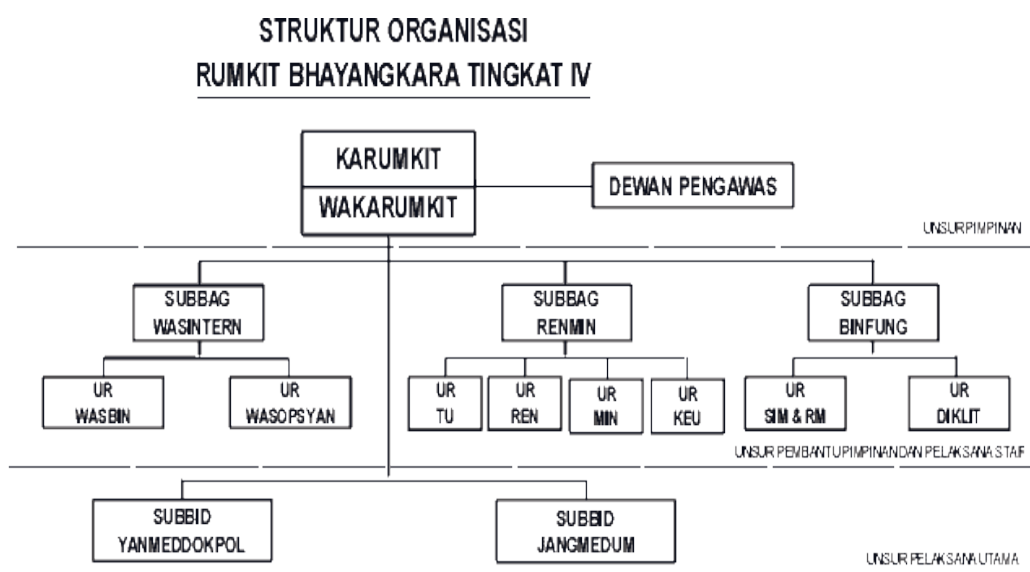 STRUKTUR ORGANISASI
RUMKIT BHAYANGKARA TINGKAT IV
KARUMKIT
WAKARUMKIT
DEWAN PENGAWAS
UNSUR PIMPINAN
SUBBAG
WASINTERN
SUBBAG
RENMIN
SUBBAG
BINFUNG
UR
WASBIN
UR
WASOPSYAN
UR
TU
UR
REN
UR
MIN
UR
KEU
UR
SIM & RM
UR
DIKLIT
UNSUR PEMBANTU PIMPINAN DAN PELAKSANA STAF
SUBBID
YANMEDDOKPOL
SUBBID
JANGMEDUM
UNSUR PELAKSANA UTAMA